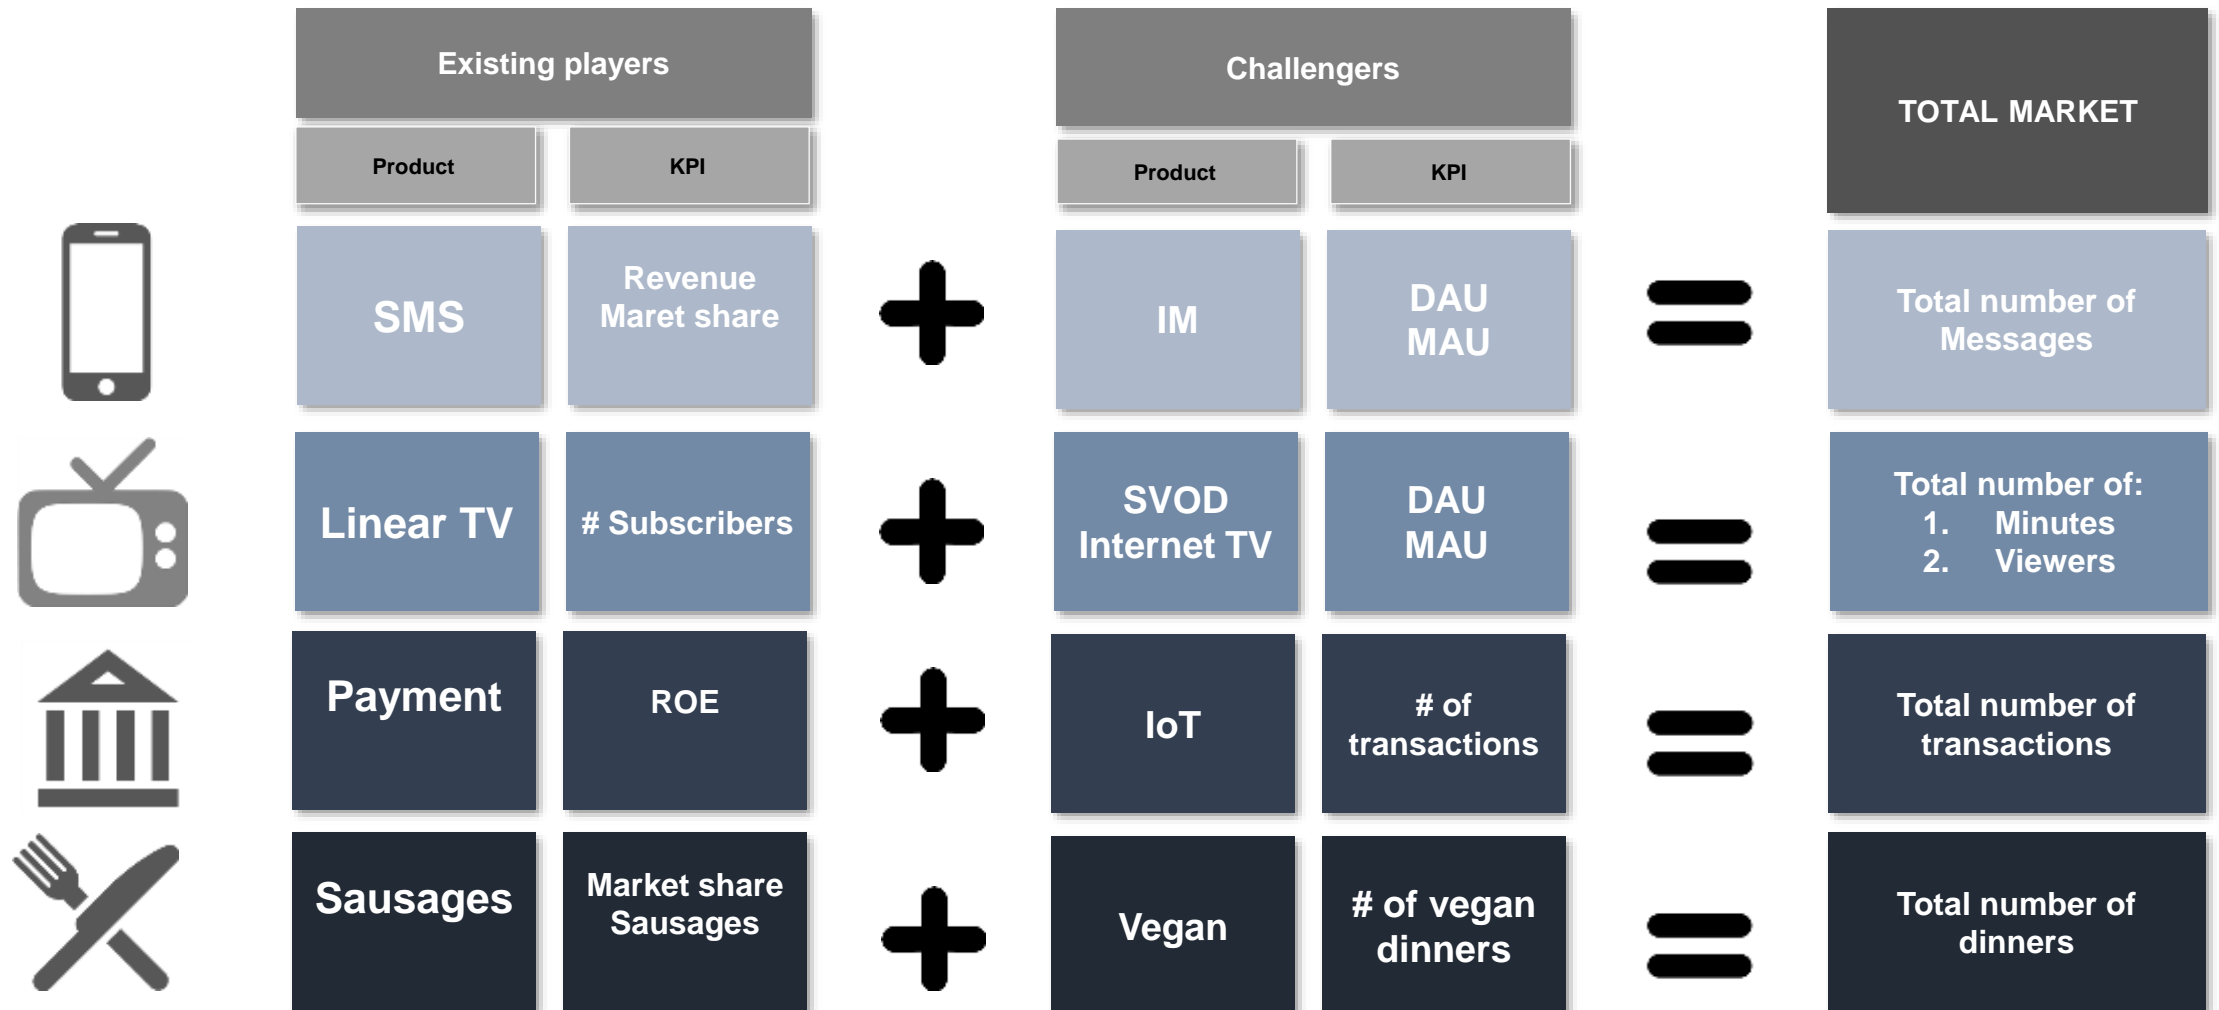 Existing players
Challengers
TOTAL MARKET
Product
KPI
Product
KPI
SMS
Revenue
Maret share
IM
DAU
MAU
Total number of
Messages
Linear TV
# Subscribers
SVOD
Internet TV
DAU
MAU
Total number of:
1. Minutes
2. Viewers
Payment
ROE
IoT
# of
transactions
Total number of
transactions
Sausages
Market share
Sausages
Vegan
# of vegan
dinners
Total number of
dinners